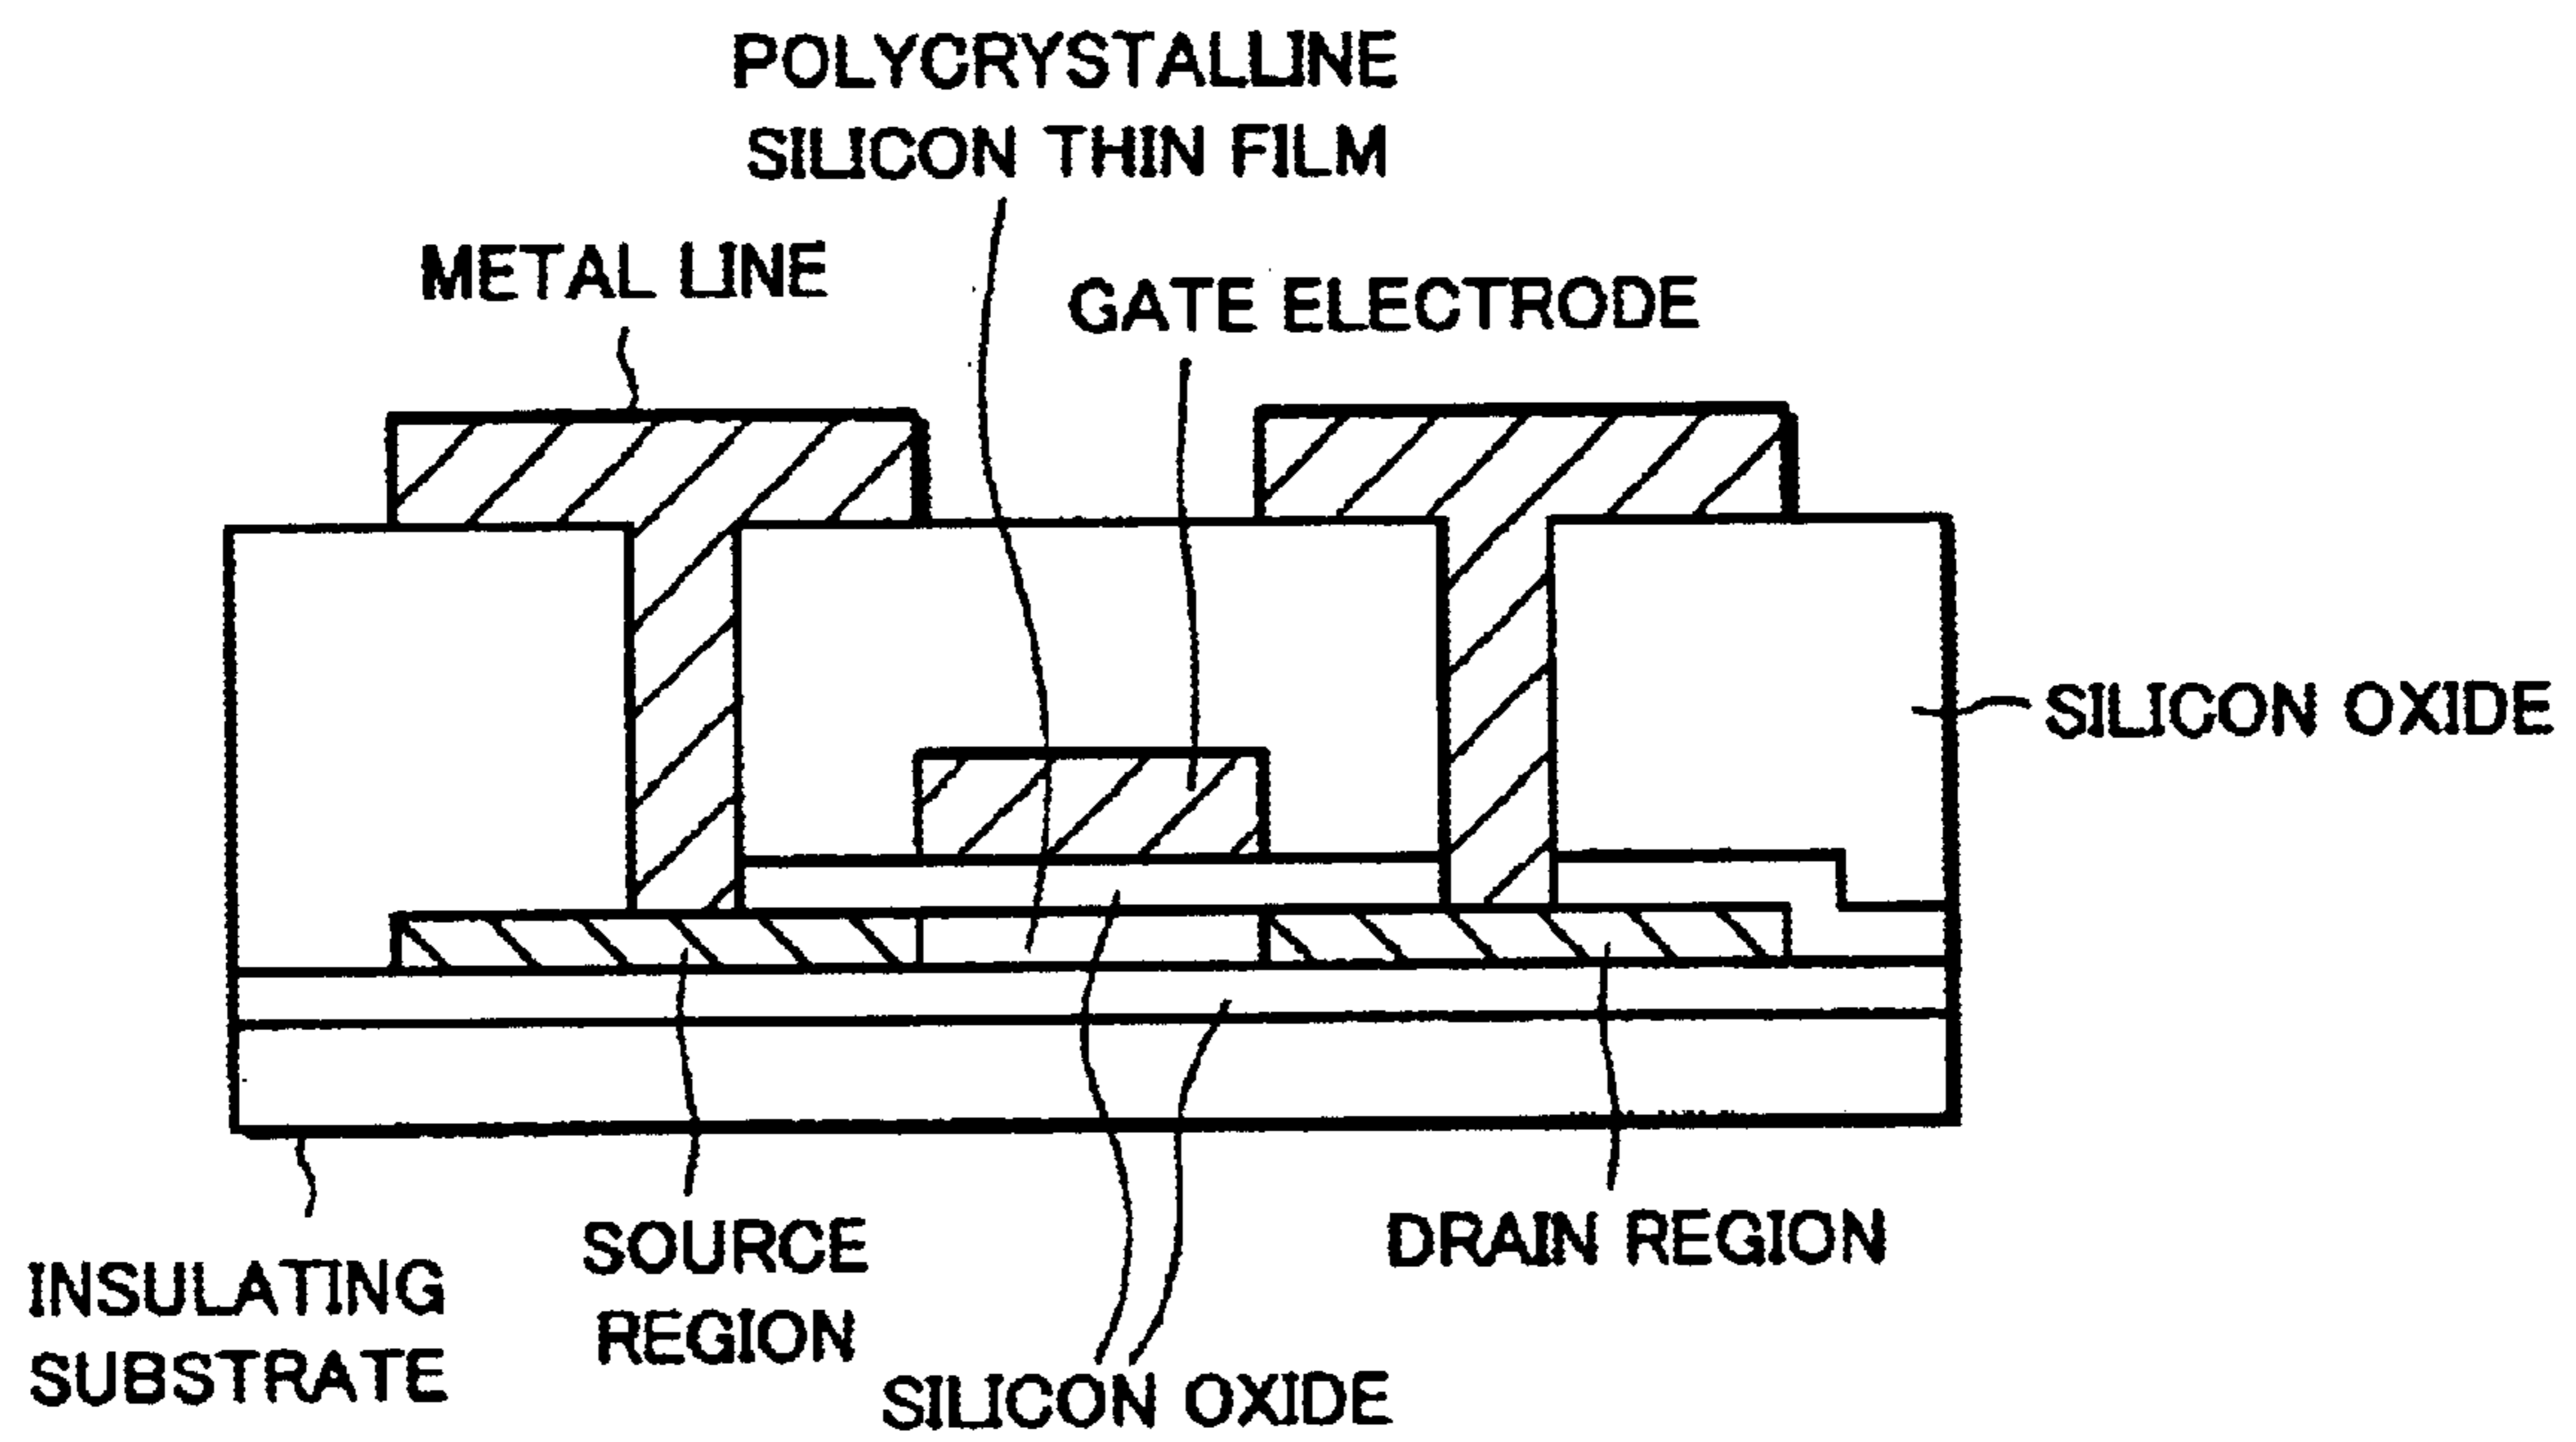 POLYCRYSTALLINE
SILICON THIN FILM
METAL LINE
GATE ELECTRODE
SILICON OXIDE
SOURCE
REGION
DRAIN REGION
INSULATING
SUBSTRATE
SILICON OXIDE